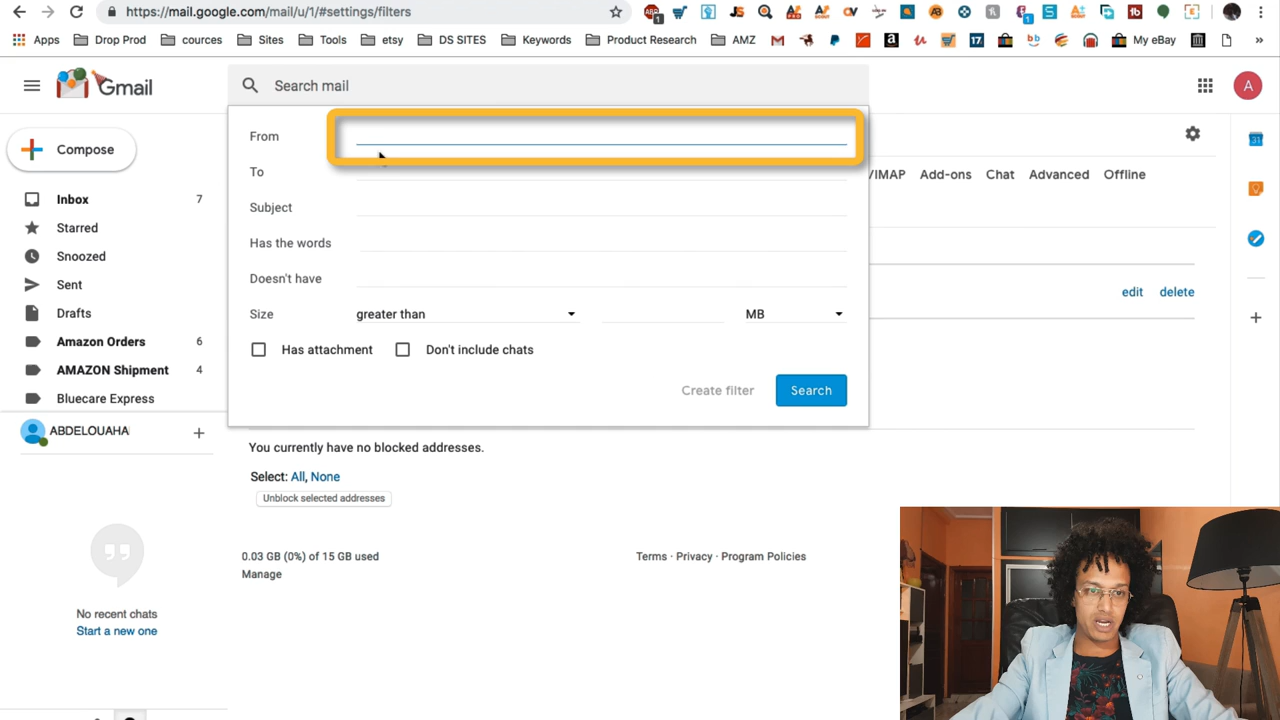 https://mail.google.com/mail/u/1/#settings/filters
Apps Drop Prod cources Sites Tools etsy DS SITES Keywords Product Research AMZ My eBay »
Gmail
Search mail
A
Compose
Inbox 7
Starred
Snoozed
Sent
Drafts
Amazon Orders 6
AMAZON Shipment 4
Bluecare Express
ABDELOUAHA
No recent chats
Start a new one
From
To
Subject
Has the words
Doesn't have
Size greater than MB
Has attachment Don't include chats
Create filter Search
/IMAP Add-ons Chat Advanced Offline
edit delete
You currently have no blocked addresses.
Select: All, None
Unblock selected addresses
0.03 GB (0%) of 15 GB used
Manage
Terms · Privacy · Program Policies
31